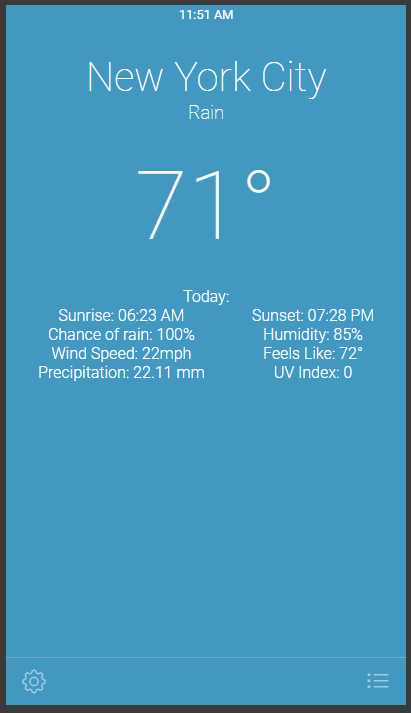 11:51 AM
New York City
Rain
71°
Today:
Sunrise: 06:23 AM
Chance of rain: 100%
Wind Speed: 22mph
Precipitation: 22.11 mm
Sunset: 07:28 PM
Humidity: 85%
Feels Like: 72°
UV Index: 0